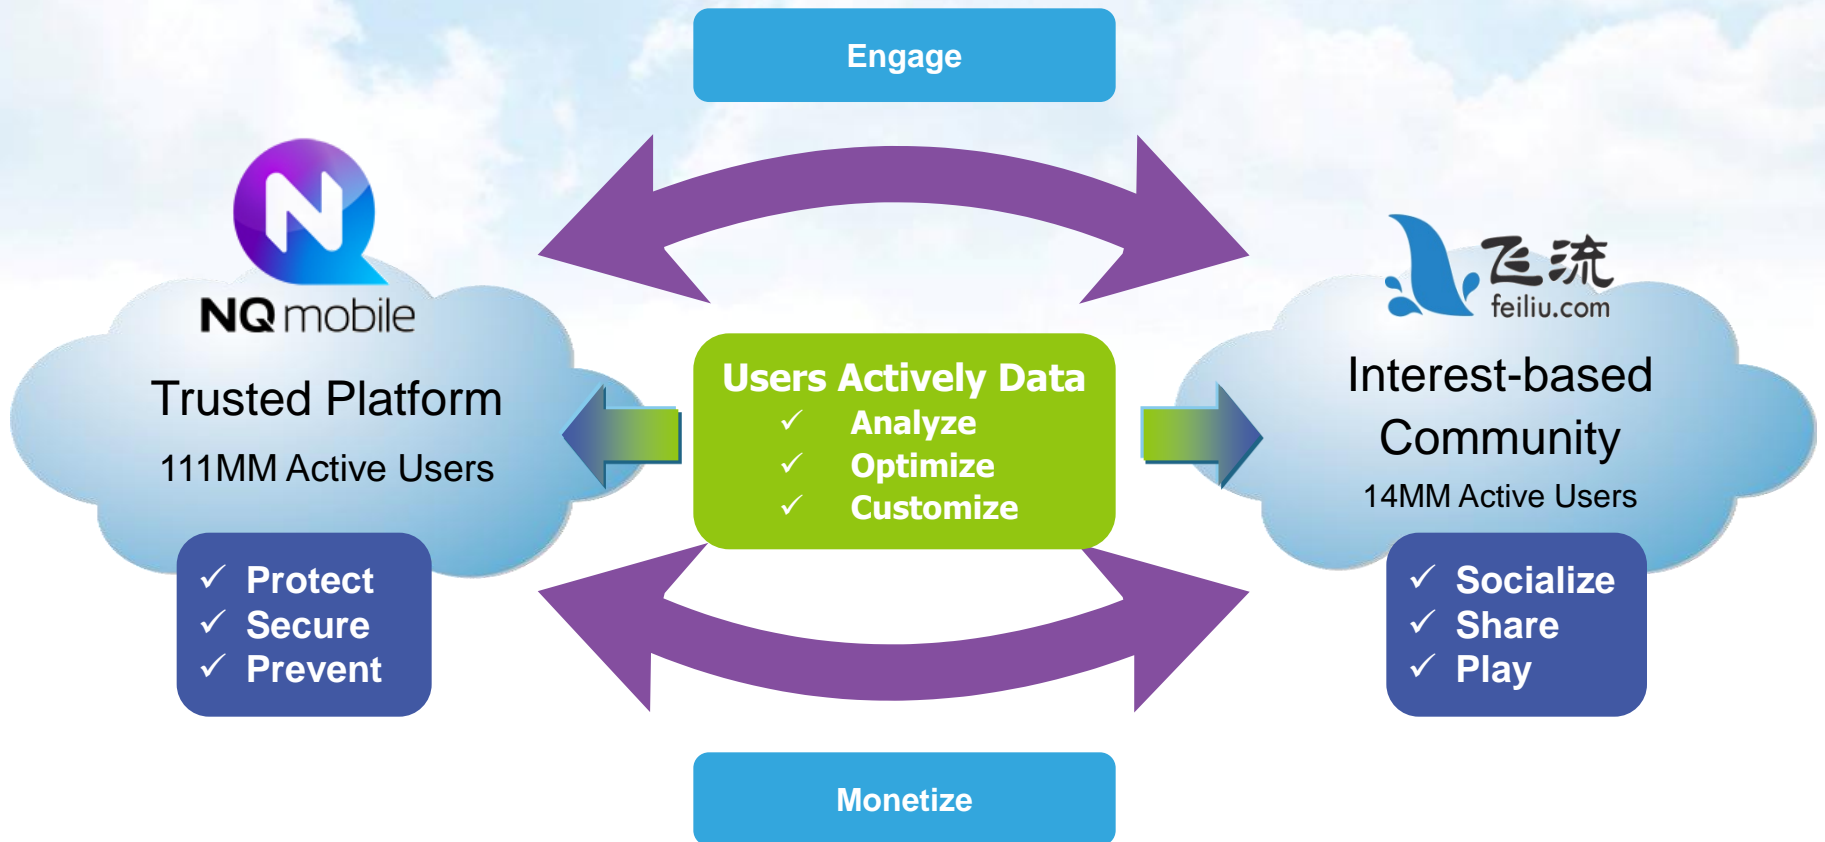 Engage
N
NQ mobile
Trusted Platform
111MM Active Users
✓ Protect
✓ Secure
✓ Prevent
Users Actively Data
✓ Analyze
✓ Optimize
✓ Customize
飞流
feiliu.com
Interest-based
Community
14MM Active Users
✓ Socialize
✓ Share
✓ Play
Monetize